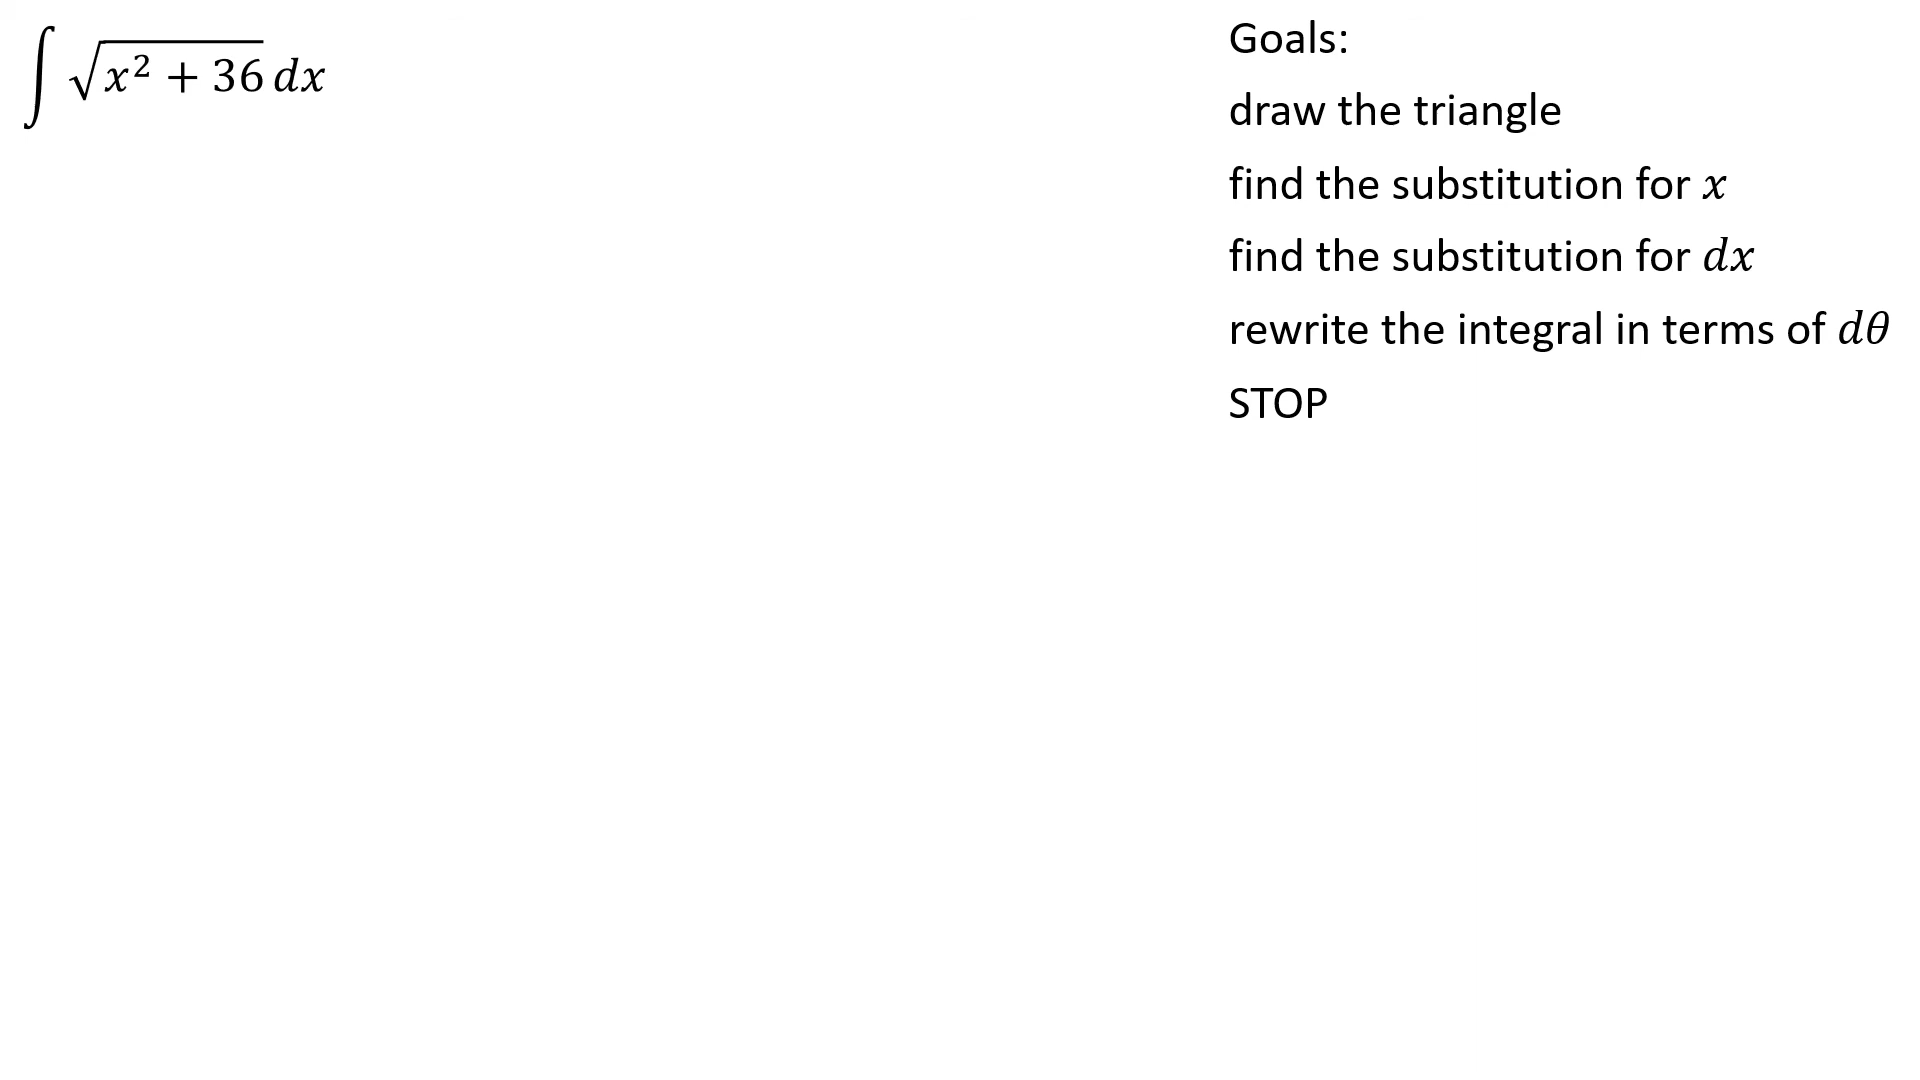 ∫ √(x² + 36) dx
Goals:
draw the triangle
find the substitution for x
find the substitution for dx
rewrite the integral in terms of dθ
STOP